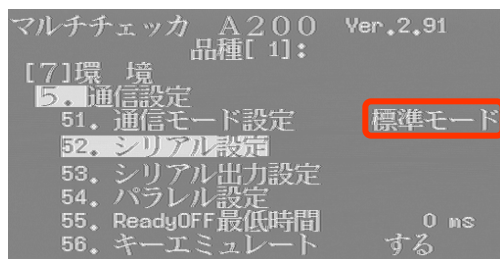 マルチチェッカ A200 Ver.2.91
品種[ 1]:
[7]環 境
5. 通信設定
51. 通信モード設定 標準モード
52. シリアル設定
53. シリアル出力設定
54. パラレル設定
55. ReadyOFF最低時間 0 ms
56. キーエミュレート する